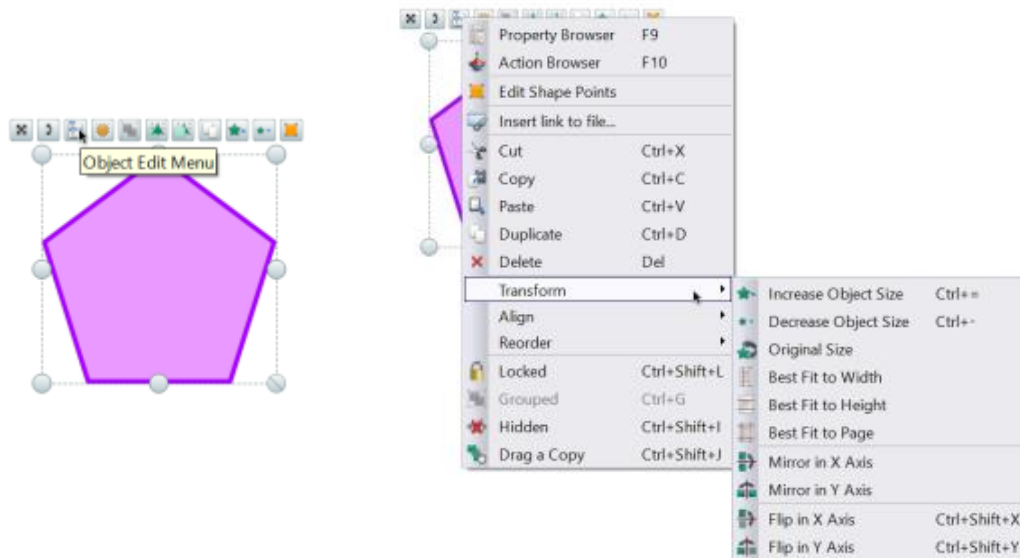 Object Edit Menu
Property Browser F9
Action Browser F10
Edit Shape Points
Insert link to file...
Cut Ctrl+X
Copy Ctrl+C
Paste Ctrl+V
Duplicate Ctrl+D
Delete Del
Transform
Align
Reorder
Locked Ctrl+Shift+L
Grouped Ctrl+G
Hidden Ctrl+Shift+I
Drag a Copy Ctrl+Shift+J
Increase Object Size Ctrl+=
Decrease Object Size Ctrl+-
Original Size
Best Fit to Width
Best Fit to Height
Best Fit to Page
Mirror in X Axis
Mirror in Y Axis
Flip in X Axis Ctrl+Shift+X
Flip in Y Axis Ctrl+Shift+Y